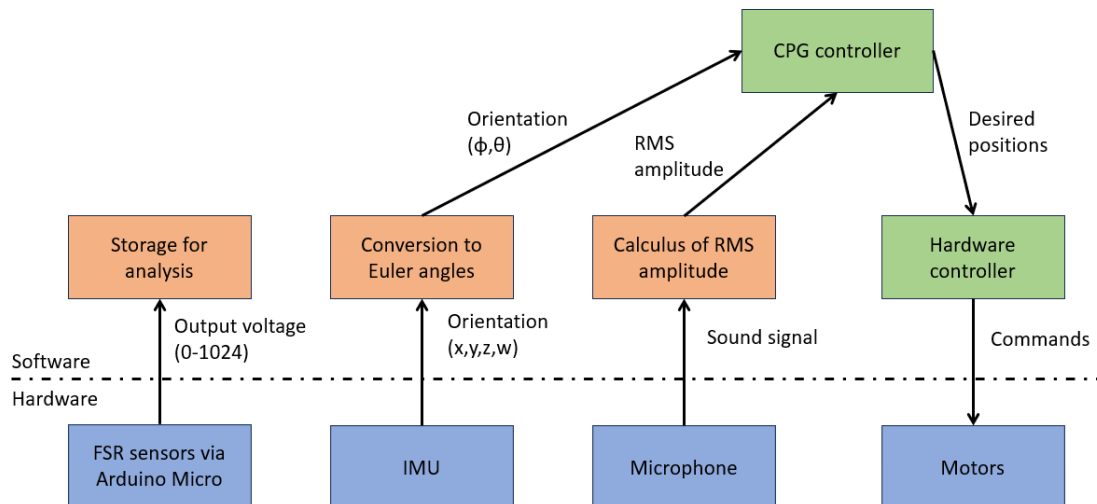 CPG controller
Orientation
(ϕ,θ)
RMS
amplitude
Desired
positions
Storage for
analysis
Conversion to
Euler angles
Calculus of RMS
amplitude
Hardware
controller
Output voltage
(0-1024)
Orientation
(x,y,z,w)
Sound signal
Commands
Software
Hardware
FSR sensors via
Arduino Micro
IMU
Microphone
Motors